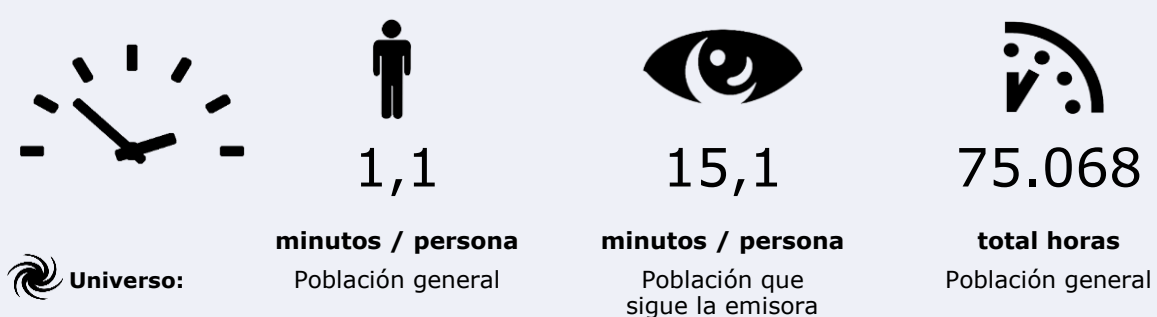 1,1
15,1
75.068
minutos / persona
minutos / persona
total horas
Universo:
Población general
Población que
sigue la emisora
Población general